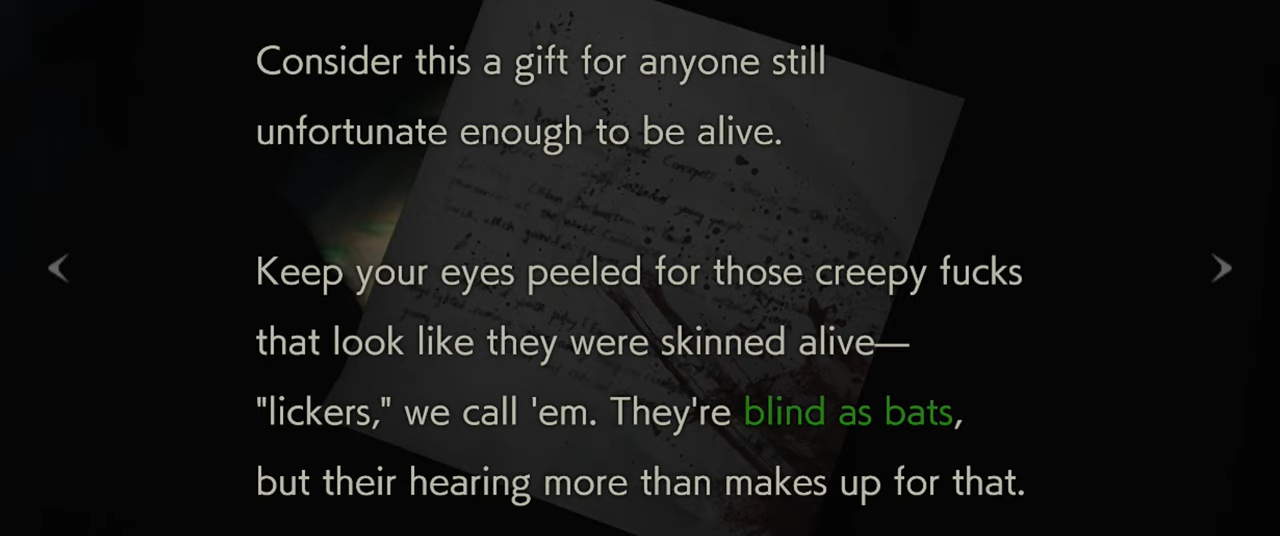 Consider this a gift for anyone still
unfortunate enough to be alive.
Keep your eyes peeled for those creepy fucks
that look like they were skinned alive—
"lickers," we call 'em. They're blind as bats,
but their hearing more than makes up for that.